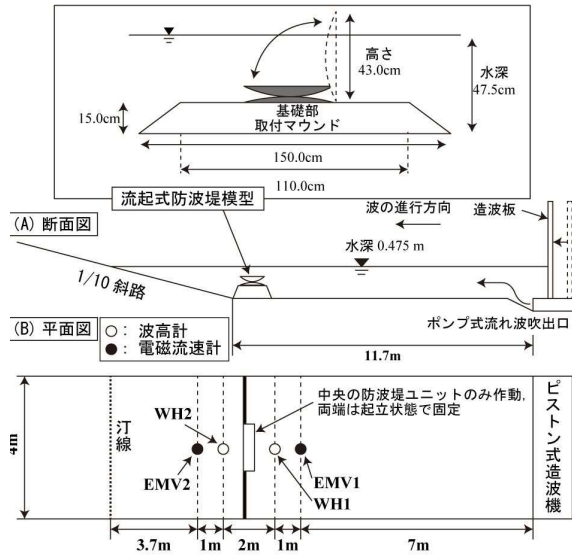 高さ
43.0cm
水深
47.5cm
15.0cm
基礎部
取付マウンド
150.0cm
110.0cm
流起式防波堤模型
(A) 断面図
波の進行方向
造波板
水深 0.475 m
1/10 斜路
ポンプ式流れ波吹出口
(B) 平面図
○ : 波高計
● : 電磁流速計
11.7m
中央の防波堤ユニットのみ作動,
両端は起立状態で固定
4m
汀線
WH2
EMV2
EMV1
WH1
ピストン式造波機
3.7m
1m
2m
1m
7m